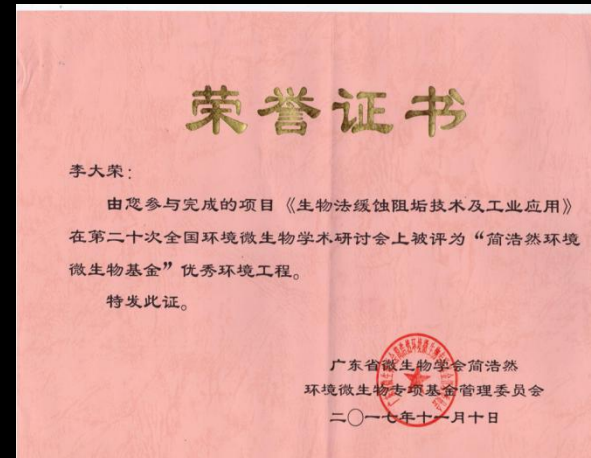 荣誉证书
李大荣:
由您参与完成的项目《生物法缓蚀阻垢技术及工业应用》
在第二十次全国环境微生物学术研讨会上被评为“简浩然环境
微生物基金”优秀环境工程。
特发此证。
广东省微生物学会简浩然
环境微生物专项基金管理委员会
二〇一七年十一月十日